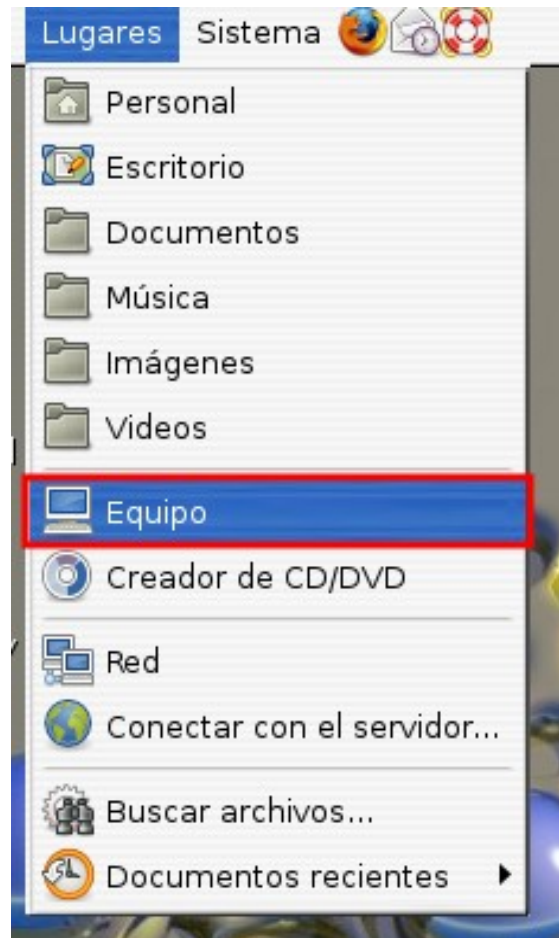 Lugares Sistema
Personal
Escritorio
Documentos
Música
Imágenes
Videos
Equipo
Creador de CD/DVD
Red
Conectar con el servidor...
Buscar archivos...
Documentos recientes